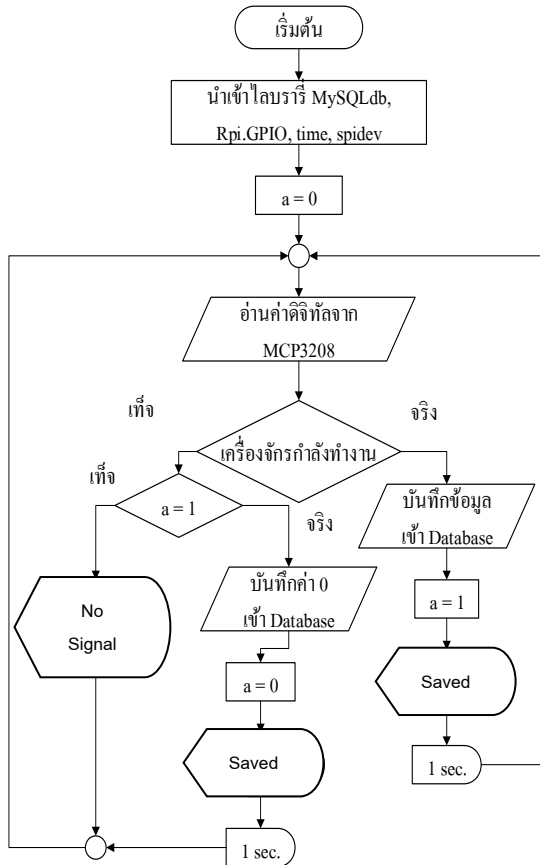 เริ่มต้น
นำเข้าไลบรารี่ MySQLdb,
Rpi.GPIO, time, spidev
a = 0
อ่านค่าดิจิทัลจาก
MCP3208
เท็จ
จริง
เครื่องจักรกำลังทำงาน
เท็จ
a = 1
จริง
บันทึกข้อมูล
เข้า Database
บันทึกค่า 0
เข้า Database
a = 1
No
Signal
a = 0
Saved
Saved
1 sec.
1 sec.